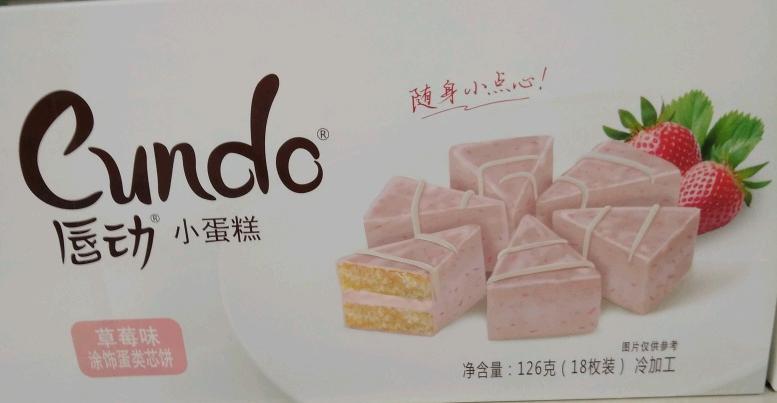 随身小点心!
Cundo®
唇动® 小蛋糕
草莓味
涂饰蛋类芯饼
图片仅供参考
净含量:126克(18枚装) 冷加工